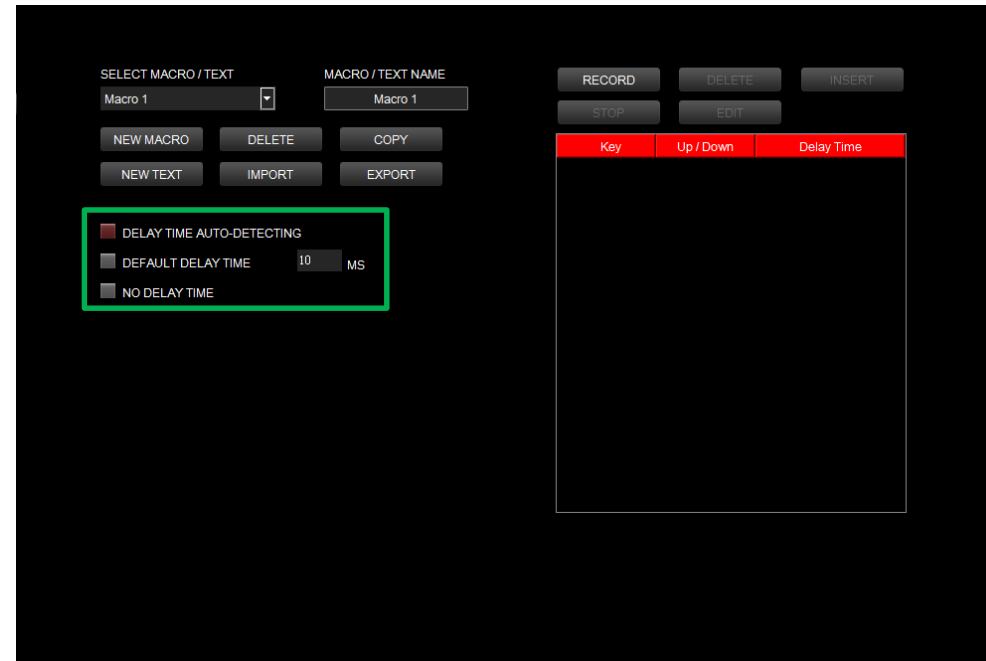 SELECT MACRO / TEXT
MACRO / TEXT NAME
Macro 1
Macro 1
NEW MACRO
DELETE
COPY
NEW TEXT
IMPORT
EXPORT
DELAY TIME AUTO-DETECTING
DEFAULT DELAY TIME 10 MS
NO DELAY TIME
RECORD
DELETE
INSERT
STOP
EDIT
Key
Up / Down
Delay Time